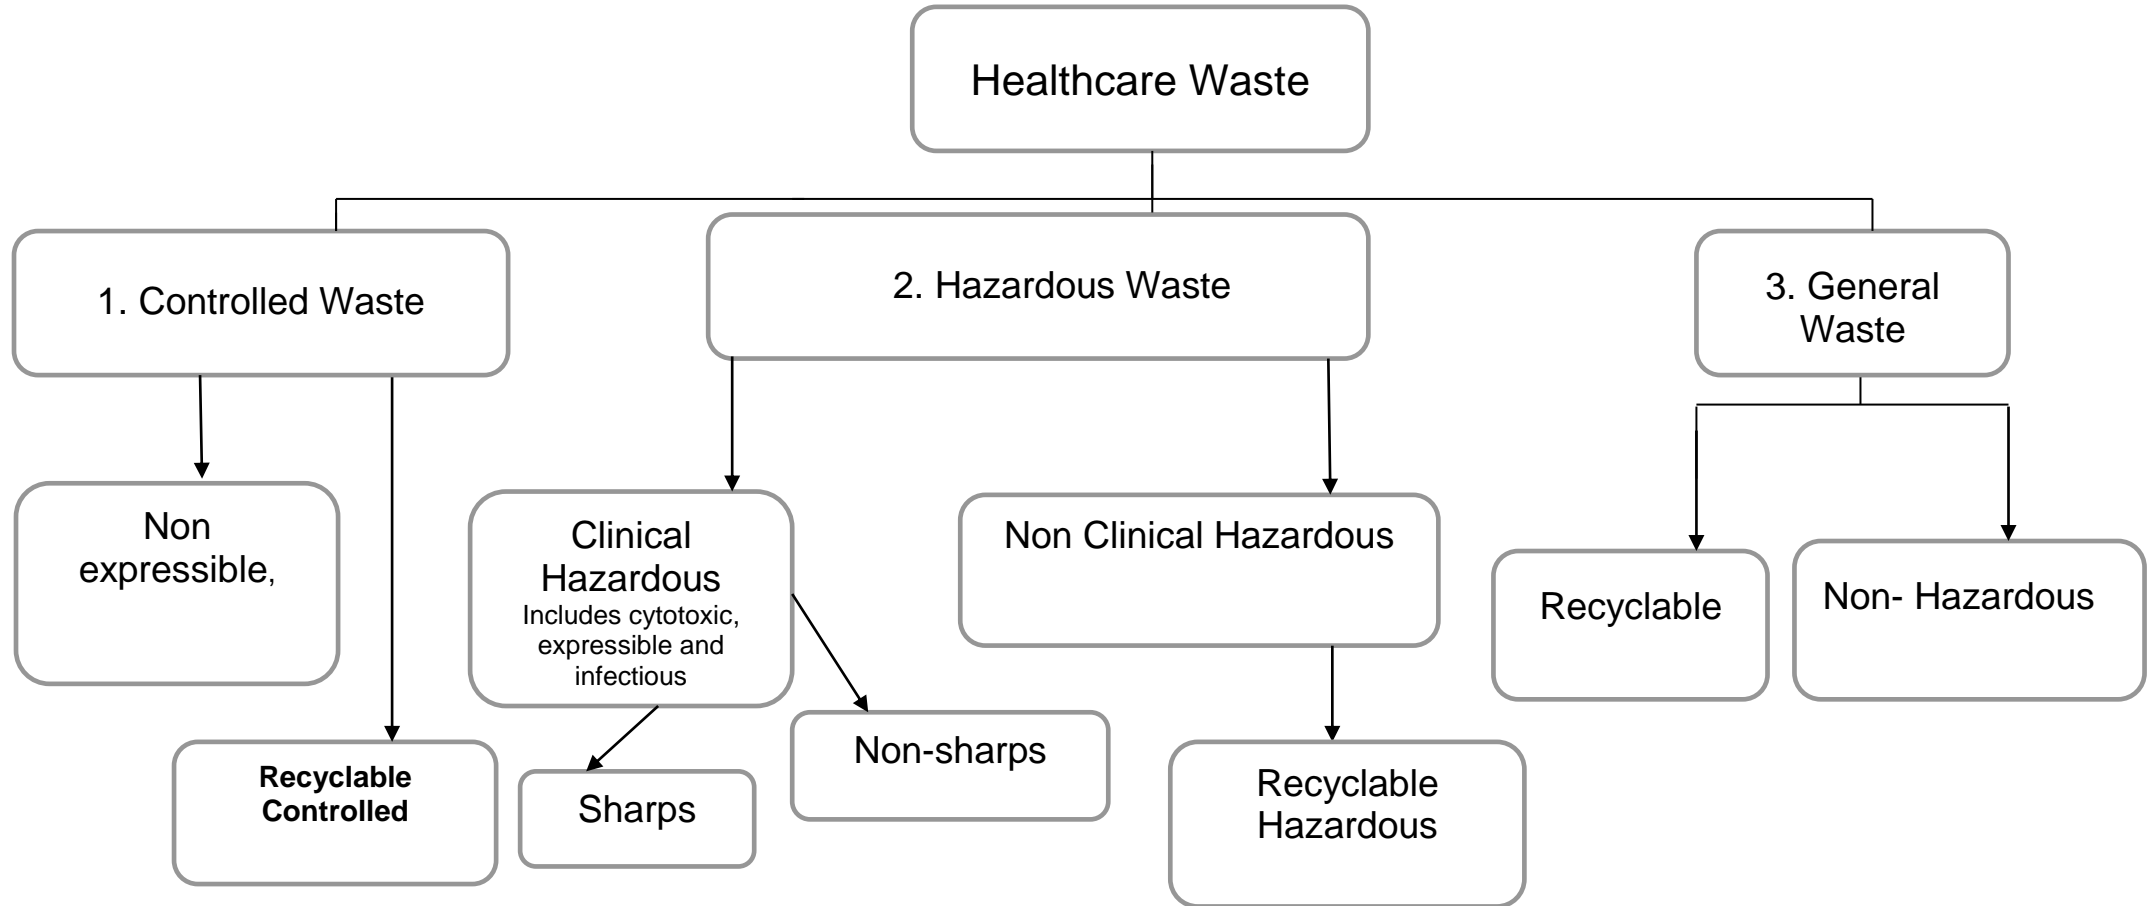 Healthcare Waste
1. Controlled Waste
2. Hazardous Waste
3. General
Waste
Non
expressible,
Clinical
Hazardous
Includes cytotoxic,
expressible and
infectious
Non Clinical Hazardous
Recyclable
Non- Hazardous
Recyclable
Controlled
Sharps
Non-sharps
Recyclable
Hazardous